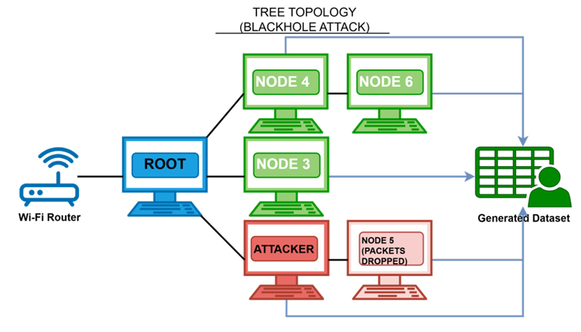 TREE TOPOLOGY
(BLACKHOLE ATTACK)
NODE 4
NODE 6
ROOT
NODE 3
Wi-Fi Router
Generated Dataset
ATTACKER
NODE 5
(PACKETS
DROPPED)